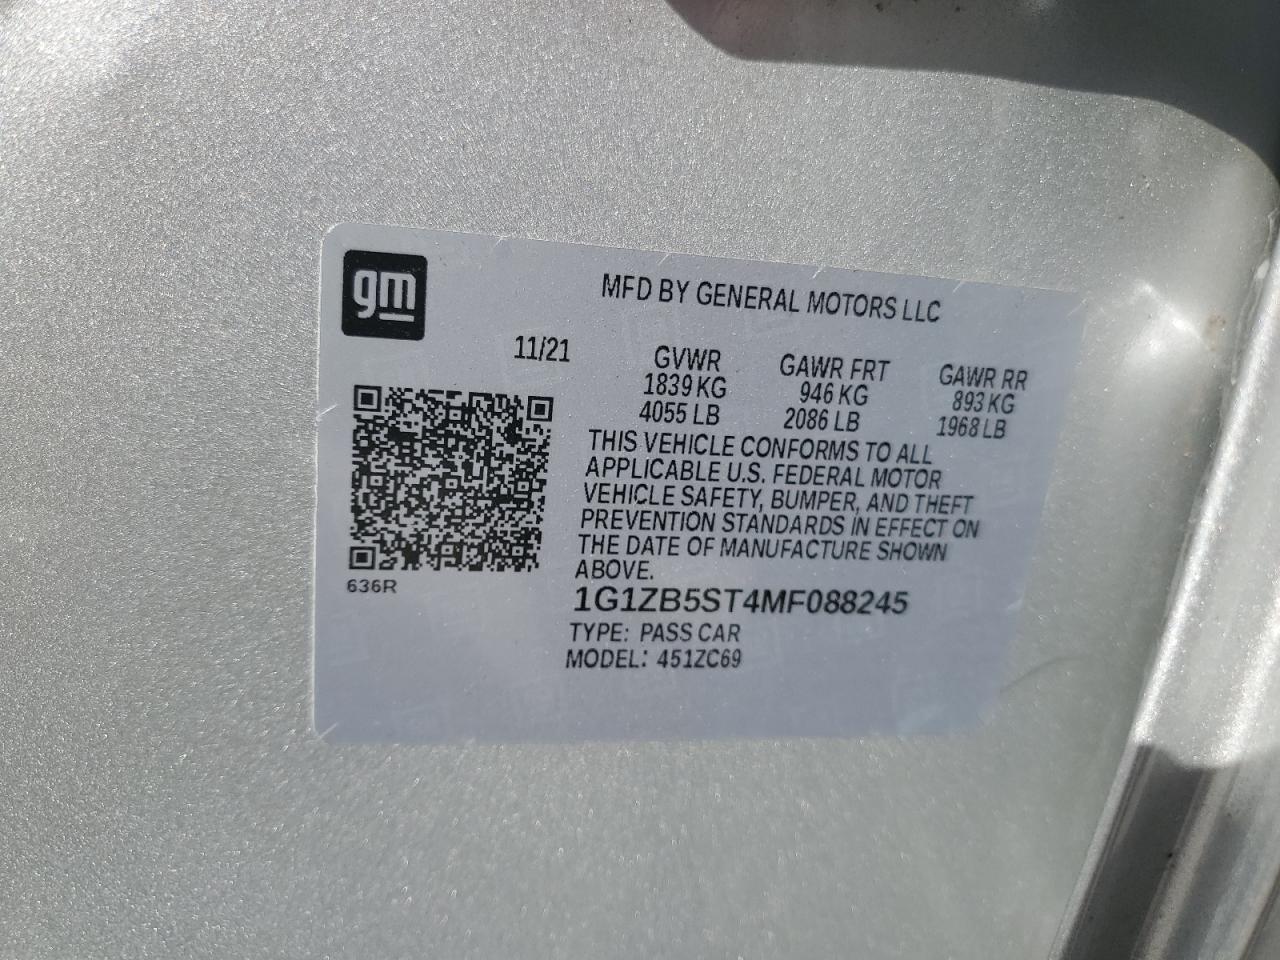 gm
MFD BY GENERAL MOTORS LLC
11/21
GVWR GAWR FRT GAWR RR
1839 KG 946 KG 893 KG
4055 LB 2086 LB 1968 LB
THIS VEHICLE CONFORMS TO ALL
APPLICABLE U.S. FEDERAL MOTOR
VEHICLE SAFETY, BUMPER, AND THEFT
PREVENTION STANDARDS IN EFFECT ON
THE DATE OF MANUFACTURE SHOWN
ABOVE.
636R
1G1ZB5ST4MF088245
TYPE: PASS CAR
MODEL: 451ZC69